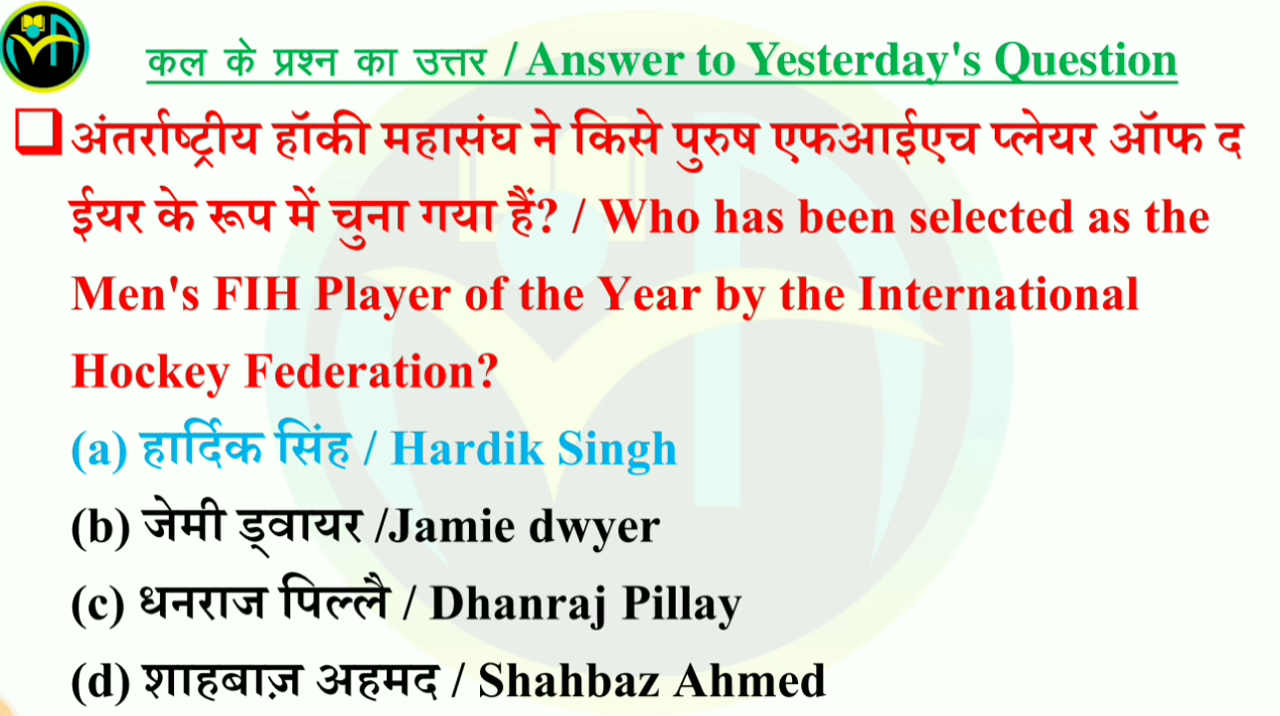 कल के प्रश्न का उत्तर / Answer to Yesterday's Question
अंतर्राष्ट्रीय हॉकी महासंघ ने किसे पुरुष एफआईएच प्लेयर ऑफ द
ईयर के रूप में चुना गया हैं? / Who has been selected as the
Men's FIH Player of the Year by the International
Hockey Federation?
(a) हार्दिक सिंह / Hardik Singh
(b) जेमी ड्वायर /Jamie dwyer
(c) धनराज पिल्लै / Dhanraj Pillay
(d) शाहबाज़ अहमद / Shahbaz Ahmed